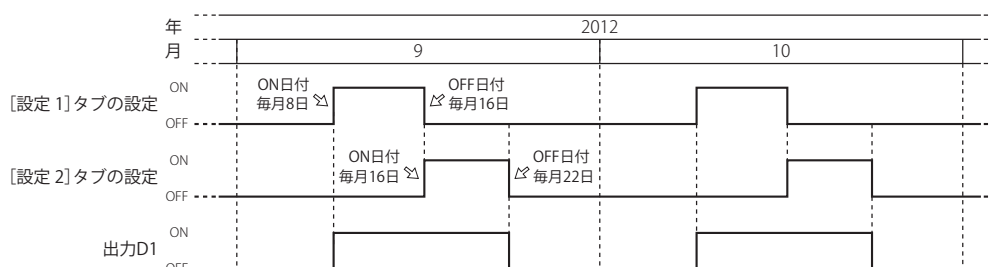 年
2012
月
9
10
[設定 1]タブの設定
ON
OFF
ON日付
毎月8日
OFF日付
毎月16日
[設定 2]タブの設定
ON
OFF
ON日付
毎月16日
OFF日付
毎月22日
出力D1
ON
OFF